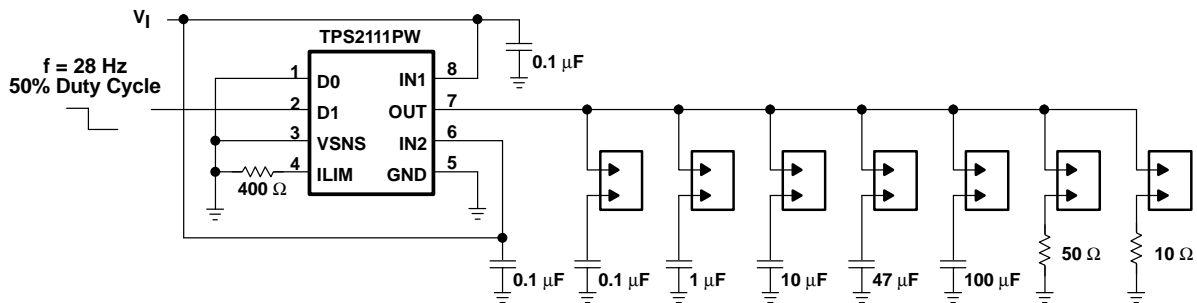 VI
TPS2111PW
0.1 μF
f = 28 Hz
50% Duty Cycle
1 D0 IN1 8
2 D1 OUT 7
3 VSNS IN2 6
4 ILIM GND 5
400 Ω
0.1 μF 0.1 μF 1 μF 10 μF 47 μF 100 μF 50 Ω 10 Ω